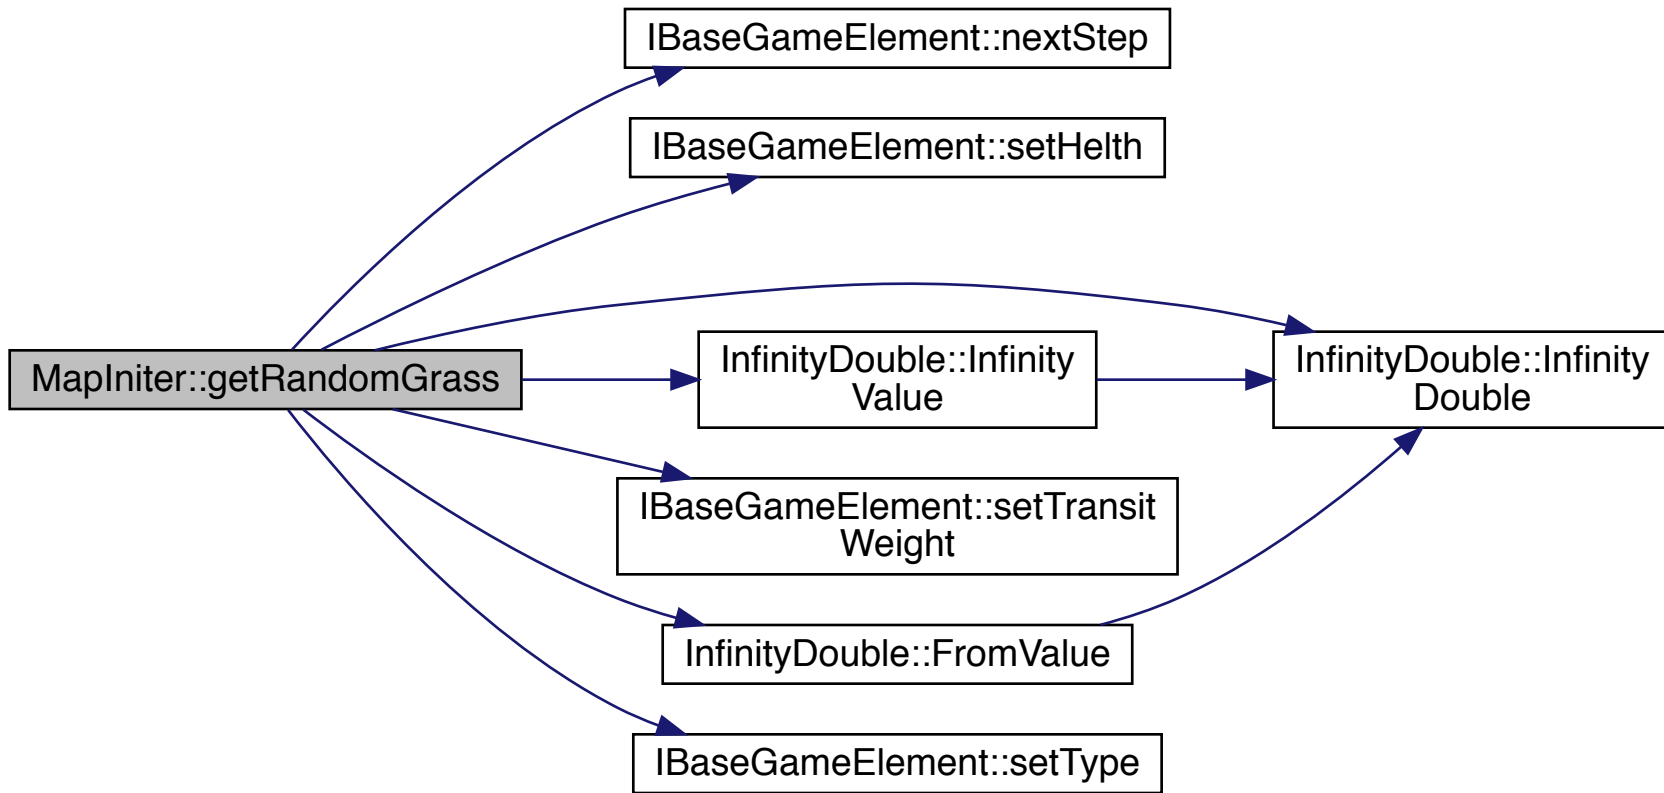 IBaseGameElement::nextStep
IBaseGameElement::setHelth
MapIniter::getRandomGrass
InfinityDouble::Infinity
Value
InfinityDouble::Infinity
Double
IBaseGameElement::setTransit
Weight
InfinityDouble::FromValue
IBaseGameElement::setType